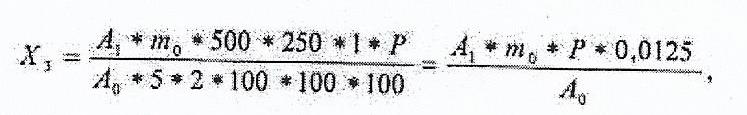 X₃ = (A₁ * m₀ * 500 * 250 * 1 * P) / (A₀ * 5 * 2 * 100 * 100 * 100) = (A₁ * m₀ * P * 0,0125) / A₀ ,